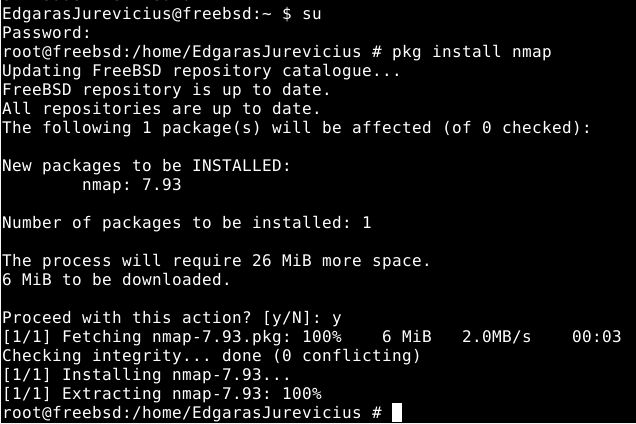 EdgarasJurevicius@freebsd:~ $ su
Password:
root@freebsd:/home/EdgarasJurevicius # pkg install nmap
Updating FreeBSD repository catalogue...
FreeBSD repository is up to date.
All repositories are up to date.
The following 1 package(s) will be affected (of 0 checked):

New packages to be INSTALLED:
        nmap: 7.93

Number of packages to be installed: 1

The process will require 26 MiB more space.
6 MiB to be downloaded.

Proceed with this action? [y/N]: y
[1/1] Fetching nmap-7.93.pkg: 100%    6 MiB   2.0MB/s    00:03
Checking integrity... done (0 conflicting)
[1/1] Installing nmap-7.93...
[1/1] Extracting nmap-7.93: 100%
root@freebsd:/home/EdgarasJurevicius #